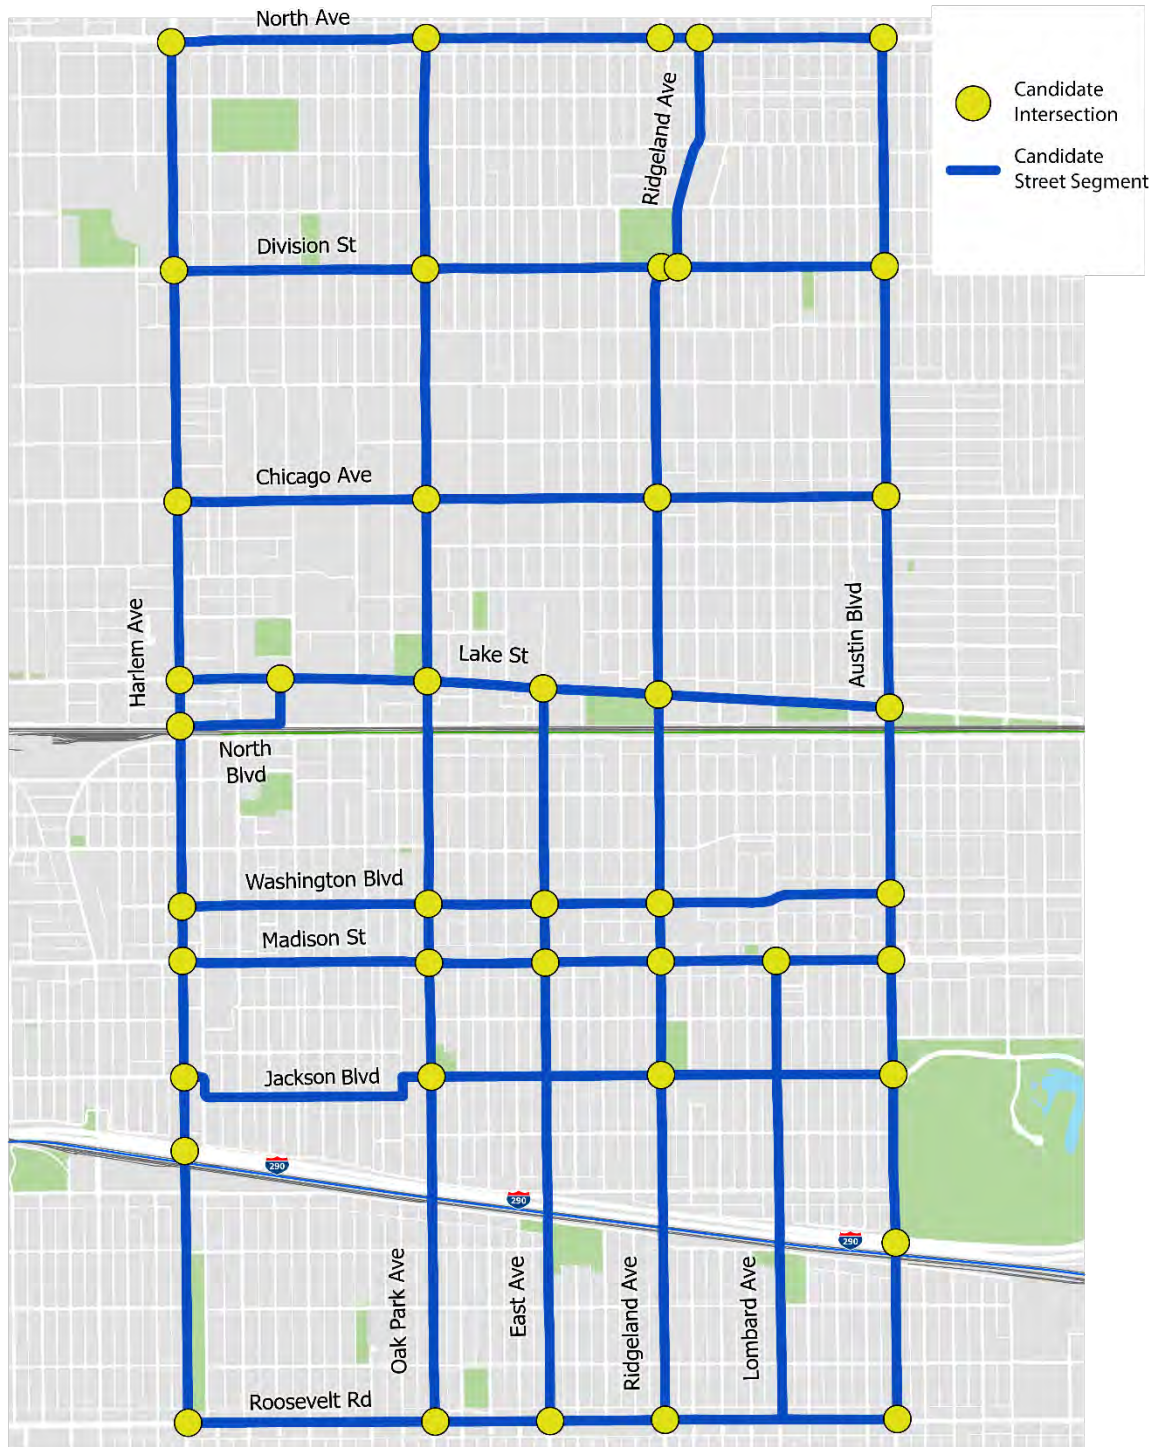 North Ave
Ridgeland Ave
Candidate
Intersection
Candidate
Street Segment
Division St
Chicago Ave
Harlem Ave
Austin Blvd
Lake St
North
Blvd
Washington Blvd
Madison St
Jackson Blvd
290
290
290
Oak Park Ave
East Ave
Ridgeland Ave
Lombard Ave
Roosevelt Rd